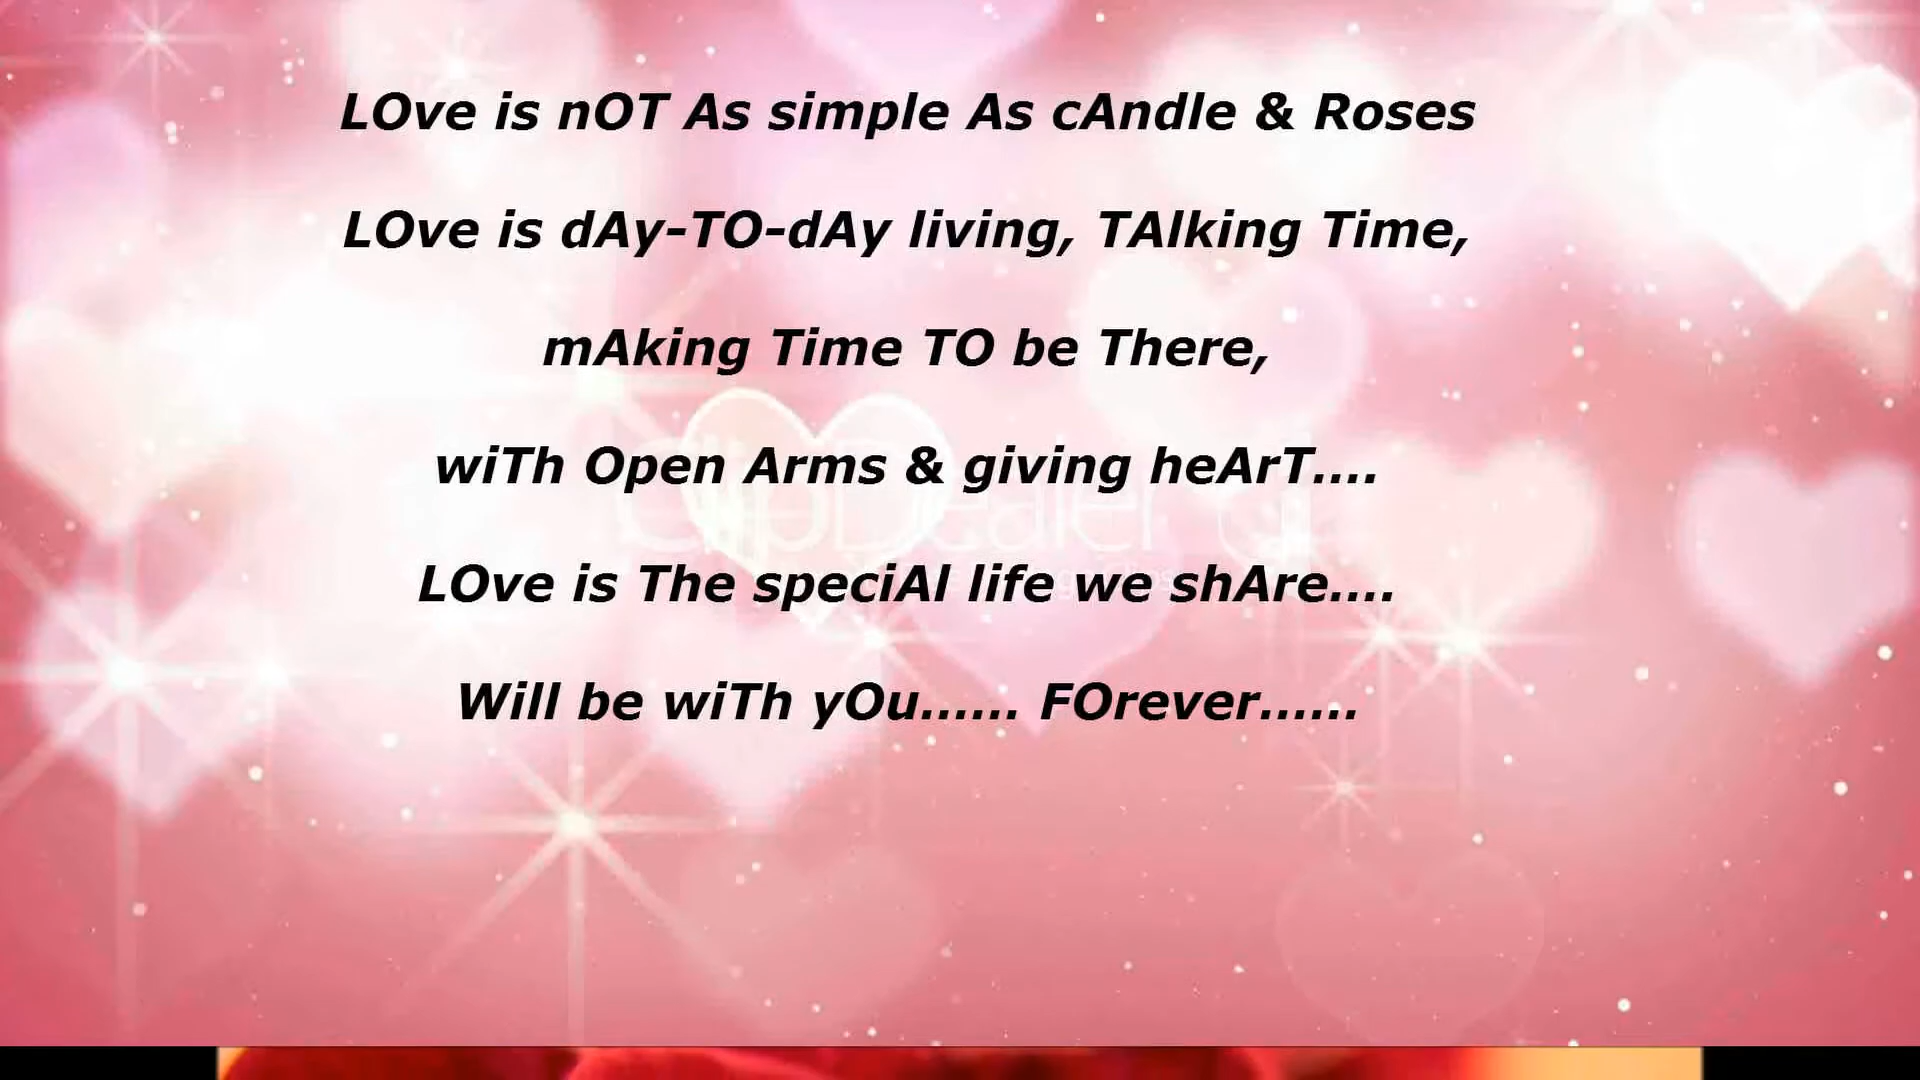 LOve is nOT As simple As cAndle & Roses
LOve is dAy-TO-dAy living, TAlking Time,
mAking Time TO be There,
wiTh Open Arms & giving heArT....
ClipDealer
LOve is The speciAl life we shAre....
Will be wiTh yOu...... FOrever......